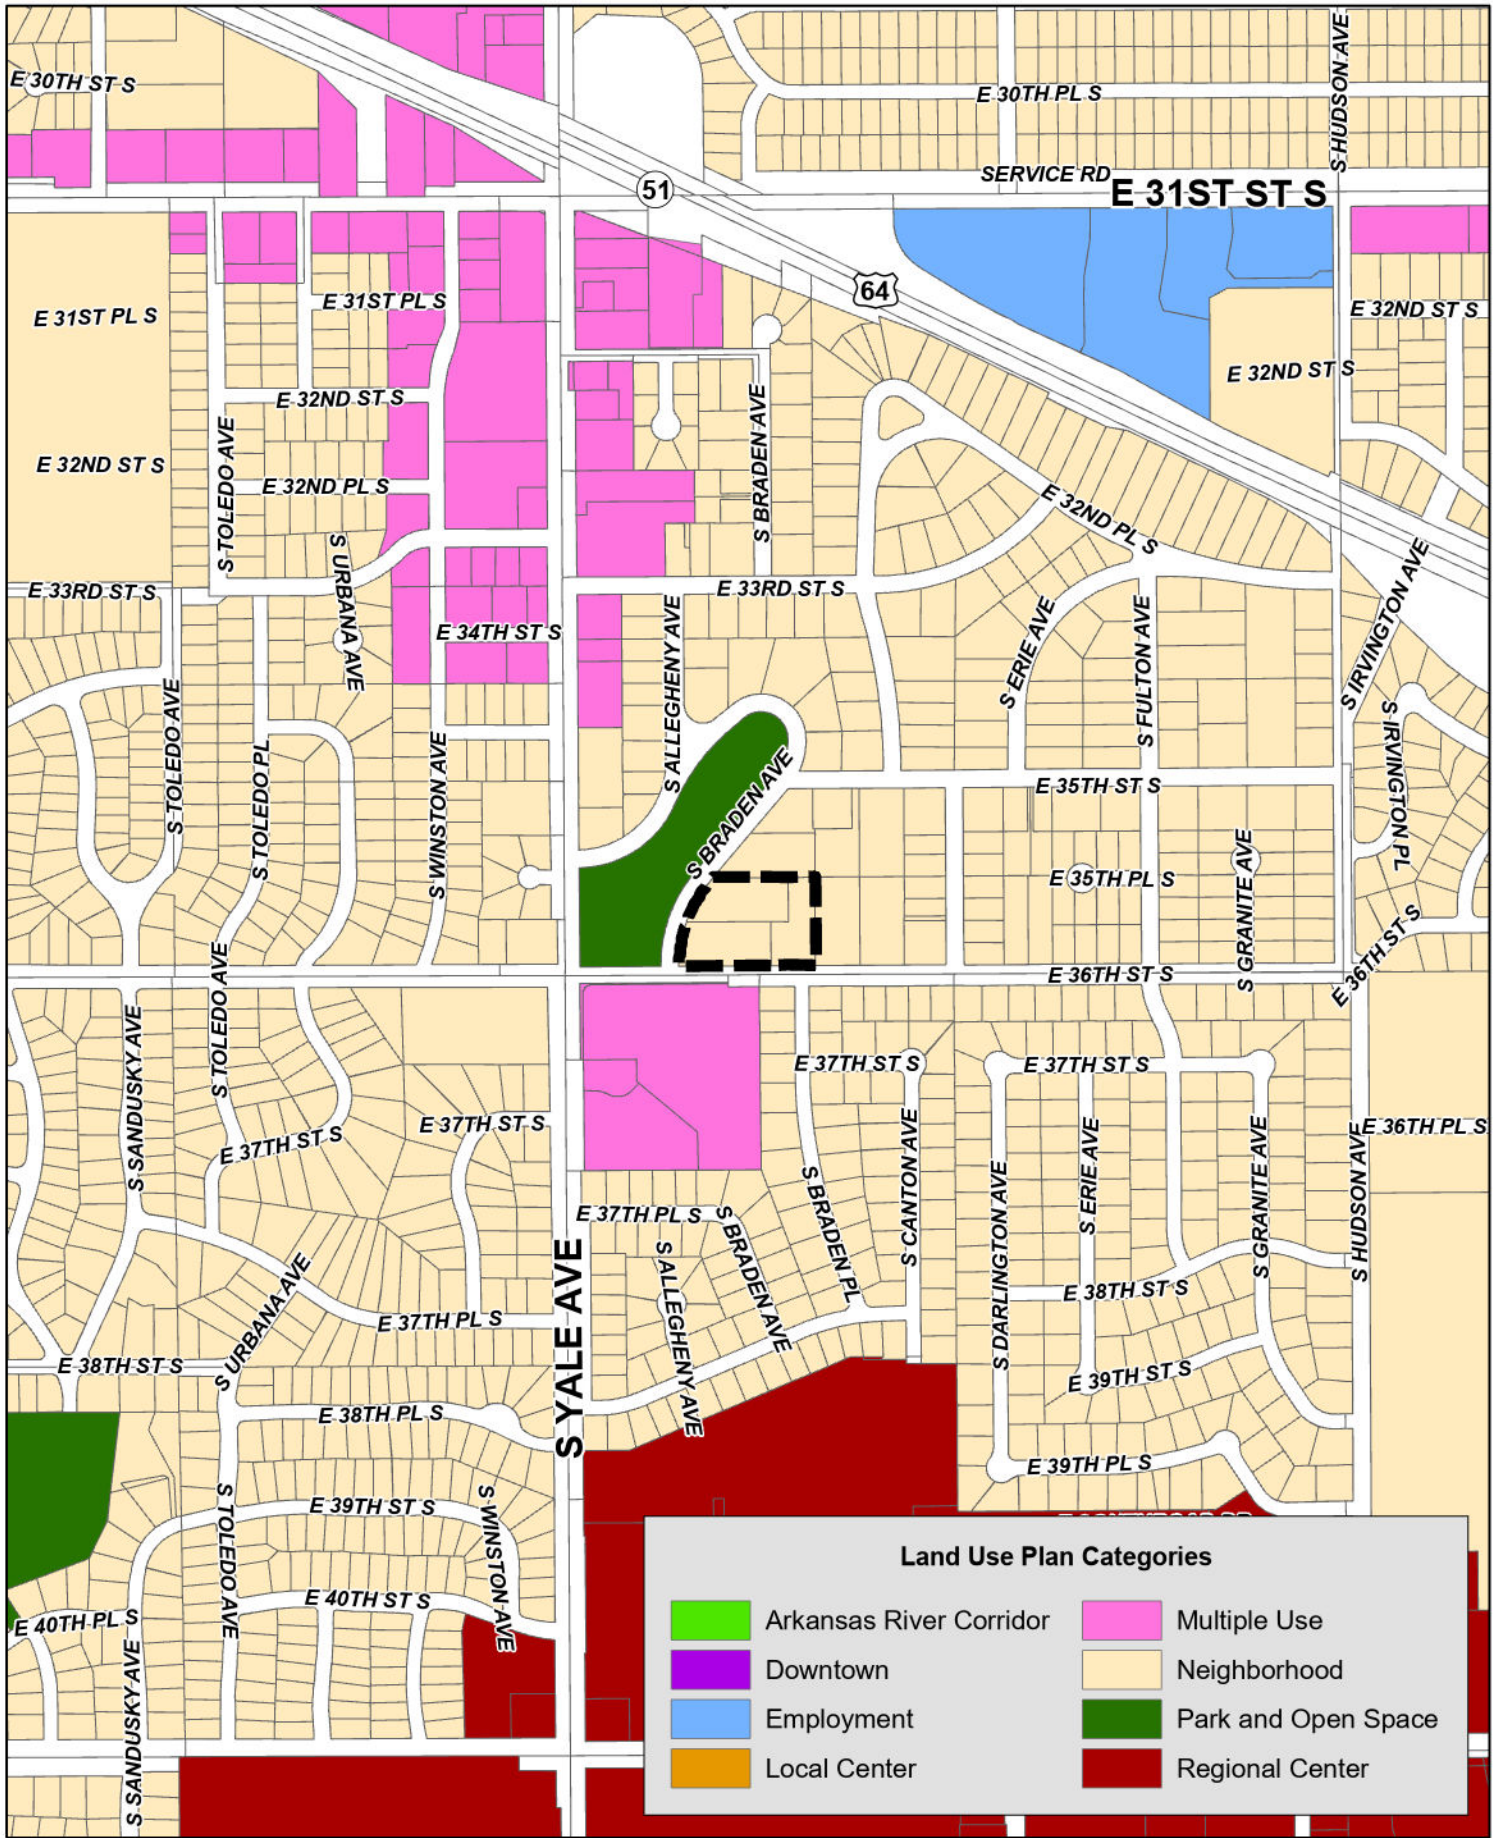 E 30TH ST S
E 30TH PL S
S HUDSON AVE
SERVICE RD
51
E 31ST ST S
64
E 31ST PL S
E 31ST PL S
E 32ND ST S
E 32ND ST S
E 32ND ST S
S BRADEN AVE
S TOLEDO AVE
E 32ND ST S
E 32ND PL S
E 32ND PL S
S URBANA AVE
S IRVINGTON AVE
E 33RD ST S
E 33RD ST S
S ALLEGHENY AVE
S ERIE AVE
S FULTON AVE
E 34TH ST S
S TOLEDO AVE
S TOLEDO PL
S WINSTON AVE
S BRADEN AVE
E 35TH ST S
S IRVINGTON PL
E 35TH PL S
S GRANITE AVE
E 36TH ST S
E 36TH ST S
S TOLEDO AVE
S SANDUSKY AVE
E 37TH ST S
E 37TH ST S
E 37TH ST S
E 37TH ST S
E 36TH PL S
S CANTON AVE
S ERIE AVE
S GRANITE AVE
S HUDSON AVE
S DARLINGTON AVE
S BRADEN PL
E 37TH PL S
S BRADEN AVE
S ALLEGHENY AVE
S YALE AVE
S URBANA AVE
E 37TH PL S
E 38TH ST S
E 38TH ST S
E 39TH ST S
E 38TH PL S
E 39TH PL S
S TOLEDO AVE
E 39TH ST S
S WINSTON AVE
E 40TH ST S
E 40TH PL S
S SANDUSKY AVE
Land Use Plan Categories
Arkansas River Corridor
Downtown
Employment
Local Center
Multiple Use
Neighborhood
Park and Open Space
Regional Center